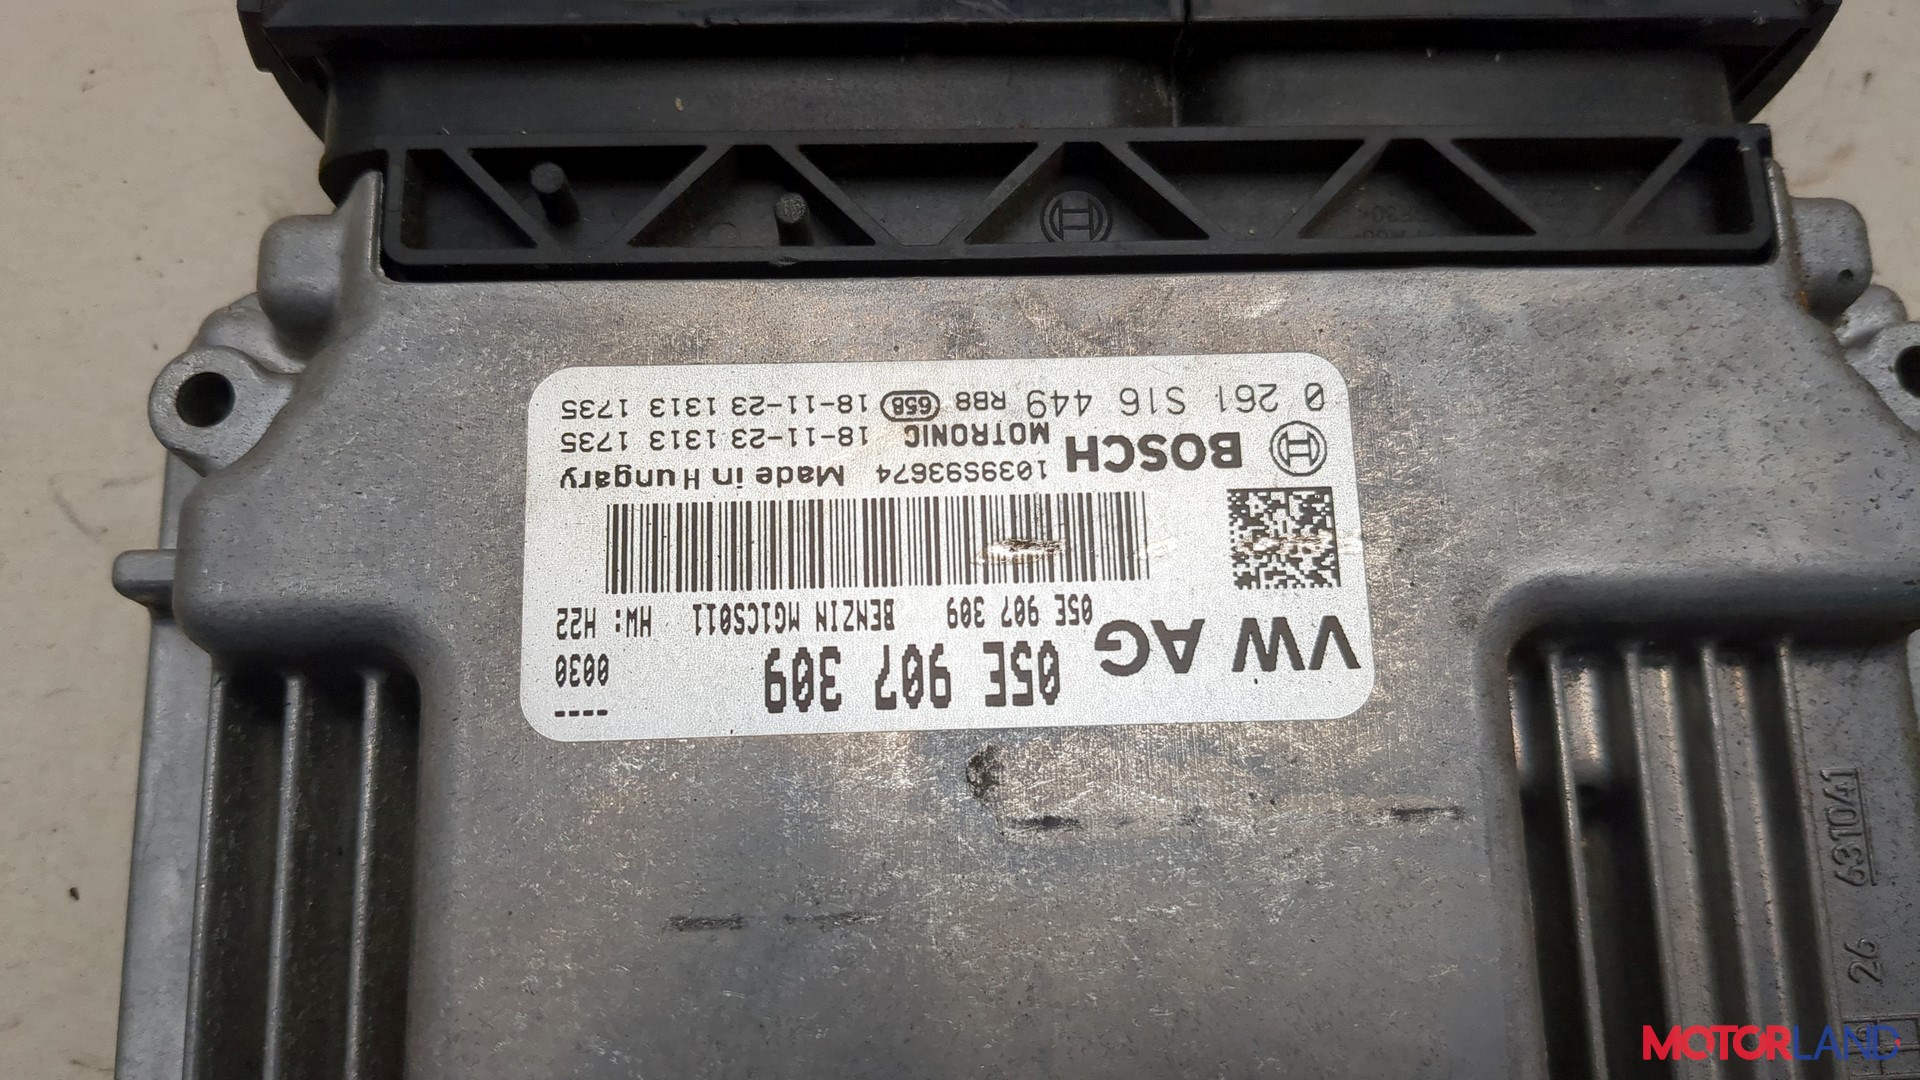 VW AG 05E 907 309 ----
0030
05E 907 309 BENZIN MG1CS011 HW: H22
BOSCH 1039S93674 Made in Hungary
MOTRONIC 18-11-23 1313 1735
0 261 S16 449 RB8 658 18-11-23 1313 1735
26 631041
MOTORLAND